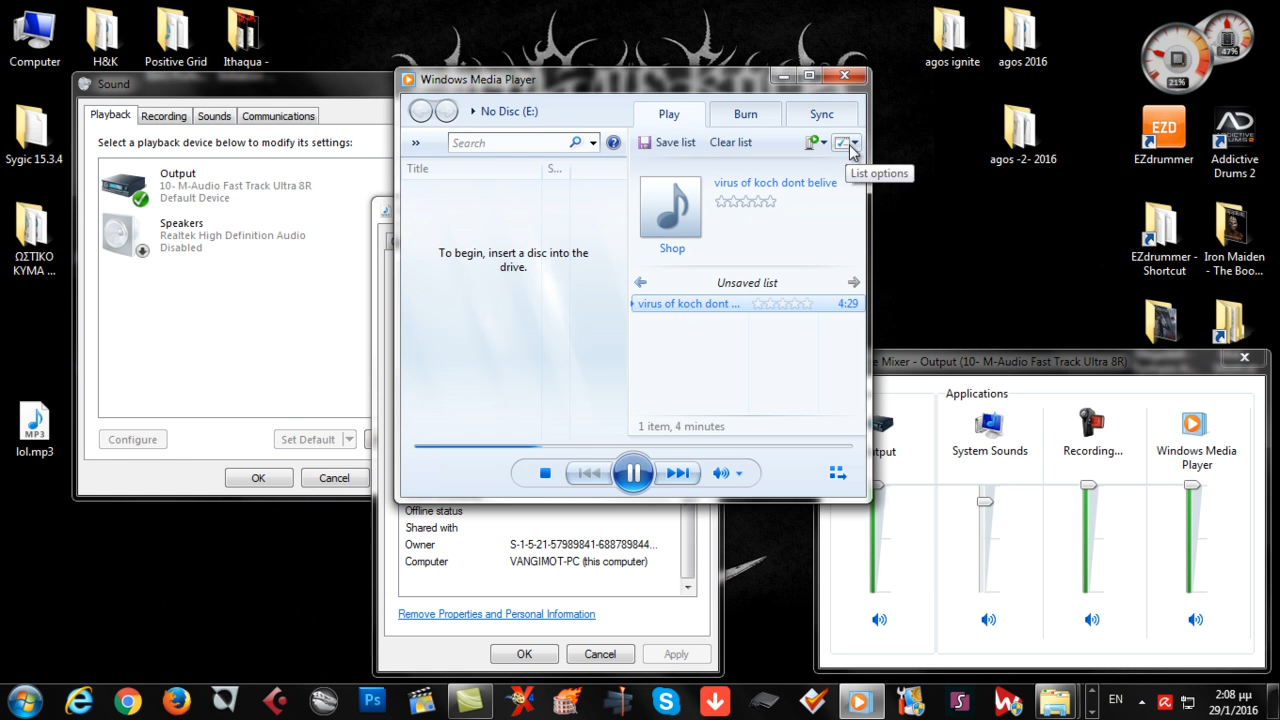 Computer
H&K
Positive Grid
Ithaqua -
agos ignite
agos 2016
47%
21%
Sound
Playback
Recording
Sounds
Communications
Select a playback device below to modify its settings:
Output
10- M-Audio Fast Track Ultra 8R
Default Device
Speakers
Realtek High Definition Audio
Disabled
Configure
Set Default
OK
Cancel
Sygic 15.3.4
ΩΣΤΙΚΟ
ΚΥΜΑ ...
MP3
lol.mp3
Windows Media Player
No Disc (E:)
Play
Burn
Sync
»
Search
Save list
Clear list
List options
Title
S...
To begin, insert a disc into the
drive.
virus of koch dont belive
Shop
Unsaved list
virus of koch dont ...
4:29
1 item, 4 minutes
agos -2- 2016
EZD
EZdrummer
AD
Addictive
Drums 2
EZdrummer -
Shortcut
Iron Maiden
- The Boo...
e Mixer - Output (10- M-Audio Fast Track Ultra 8R)
Applications
tput
System Sounds
Recording...
Windows Media
Player
Offline status
Shared with
Owner
S-1-5-21-57989841-688789844...
Computer
VANGIMOT-PC (this computer)
Remove Properties and Personal Information
OK
Cancel
Apply
Ps
EN
2:08 μμ
29/1/2016